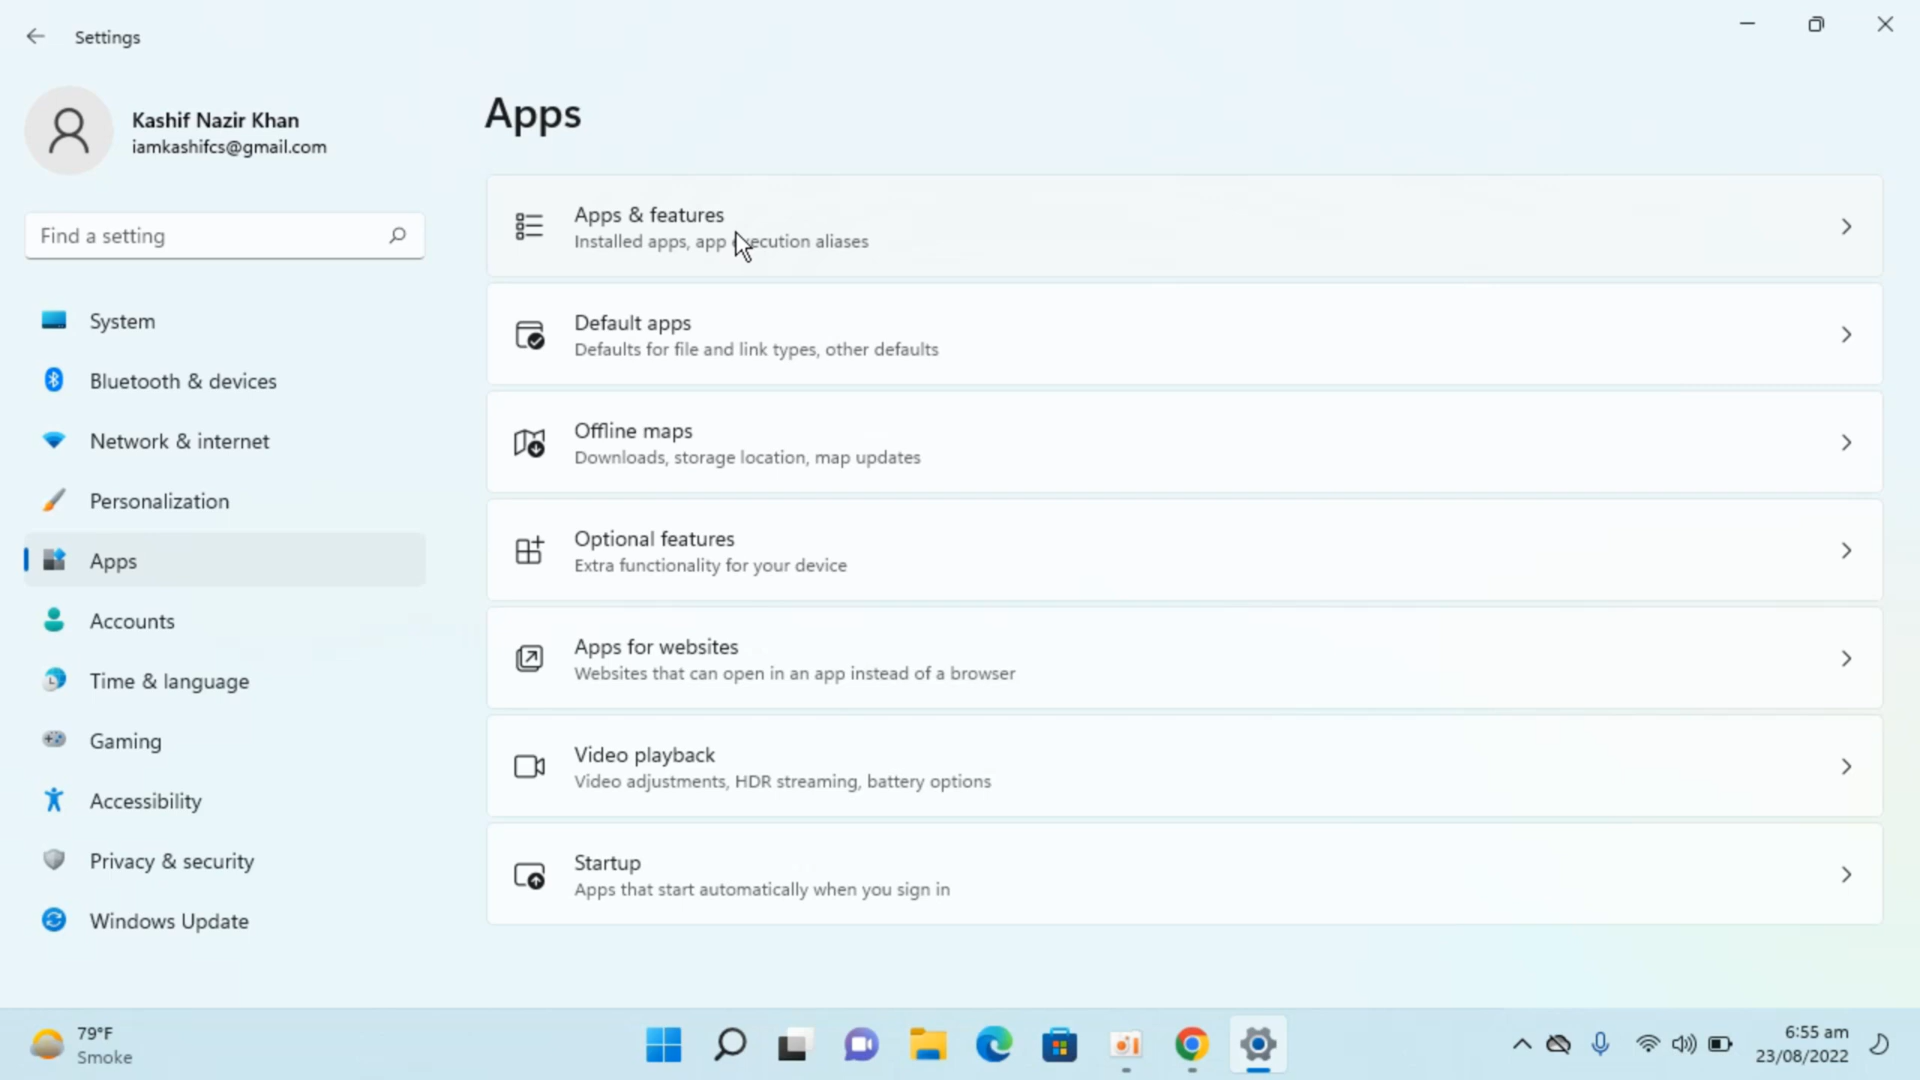 Settings
Kashif Nazir Khan
iamkashifcs@gmail.com
Find a setting
System
Bluetooth & devices
Network & internet
Personalization
Apps
Accounts
Time & language
Gaming
Accessibility
Privacy & security
Windows Update
Apps
Apps & features
Installed apps, app execution aliases
Default apps
Defaults for file and link types, other defaults
Offline maps
Downloads, storage location, map updates
Optional features
Extra functionality for your device
Apps for websites
Websites that can open in an app instead of a browser
Video playback
Video adjustments, HDR streaming, battery options
Startup
Apps that start automatically when you sign in
79°F
Smoke
6:55 am
23/08/2022